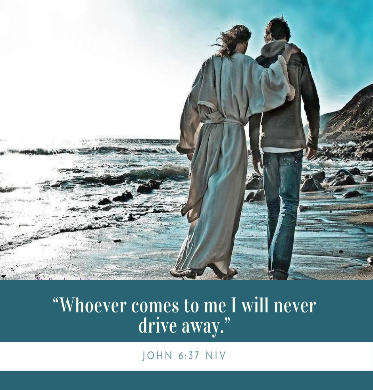 “Whoever comes to me I will never
drive away.”
JOHN 6:37 NIV